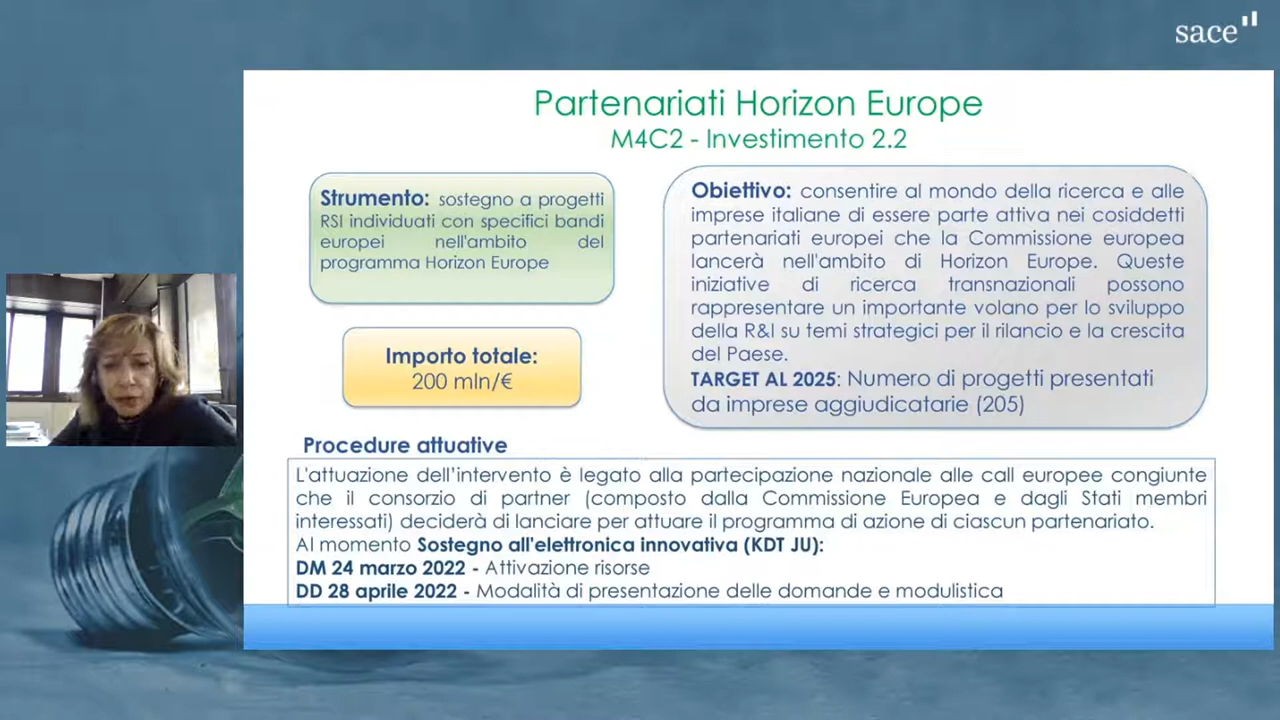 sace
Partenariati Horizon Europe
M4C2 - Investimento 2.2
Strumento: sostegno a progetti
RSI individuati con specifici bandi
europei nell'ambito del
programma Horizon Europe
Importo totale:
200 mln/€
Obiettivo: consentire al mondo della ricerca e alle
imprese italiane di essere parte attiva nei cosiddetti
partenariati europei che la Commissione europea
lancerà nell'ambito di Horizon Europe. Queste
iniziative di ricerca transnazionali possono
rappresentare un importante volano per lo sviluppo
della R&I su temi strategici per il rilancio e la crescita
del Paese.
TARGET AL 2025: Numero di progetti presentati
da imprese aggiudicatarie (205)
Procedure attuative
L'attuazione dell'intervento è legato alla partecipazione nazionale alle call europee congiunte
che il consorzio di partner (composto dalla Commissione Europea e dagli Stati membri
interessati) deciderà di lanciare per attuare il programma di azione di ciascun partenariato.
Al momento Sostegno all'elettronica innovativa (KDT JU):
DM 24 marzo 2022 - Attivazione risorse
DD 28 aprile 2022 - Modalità di presentazione delle domande e modulistica